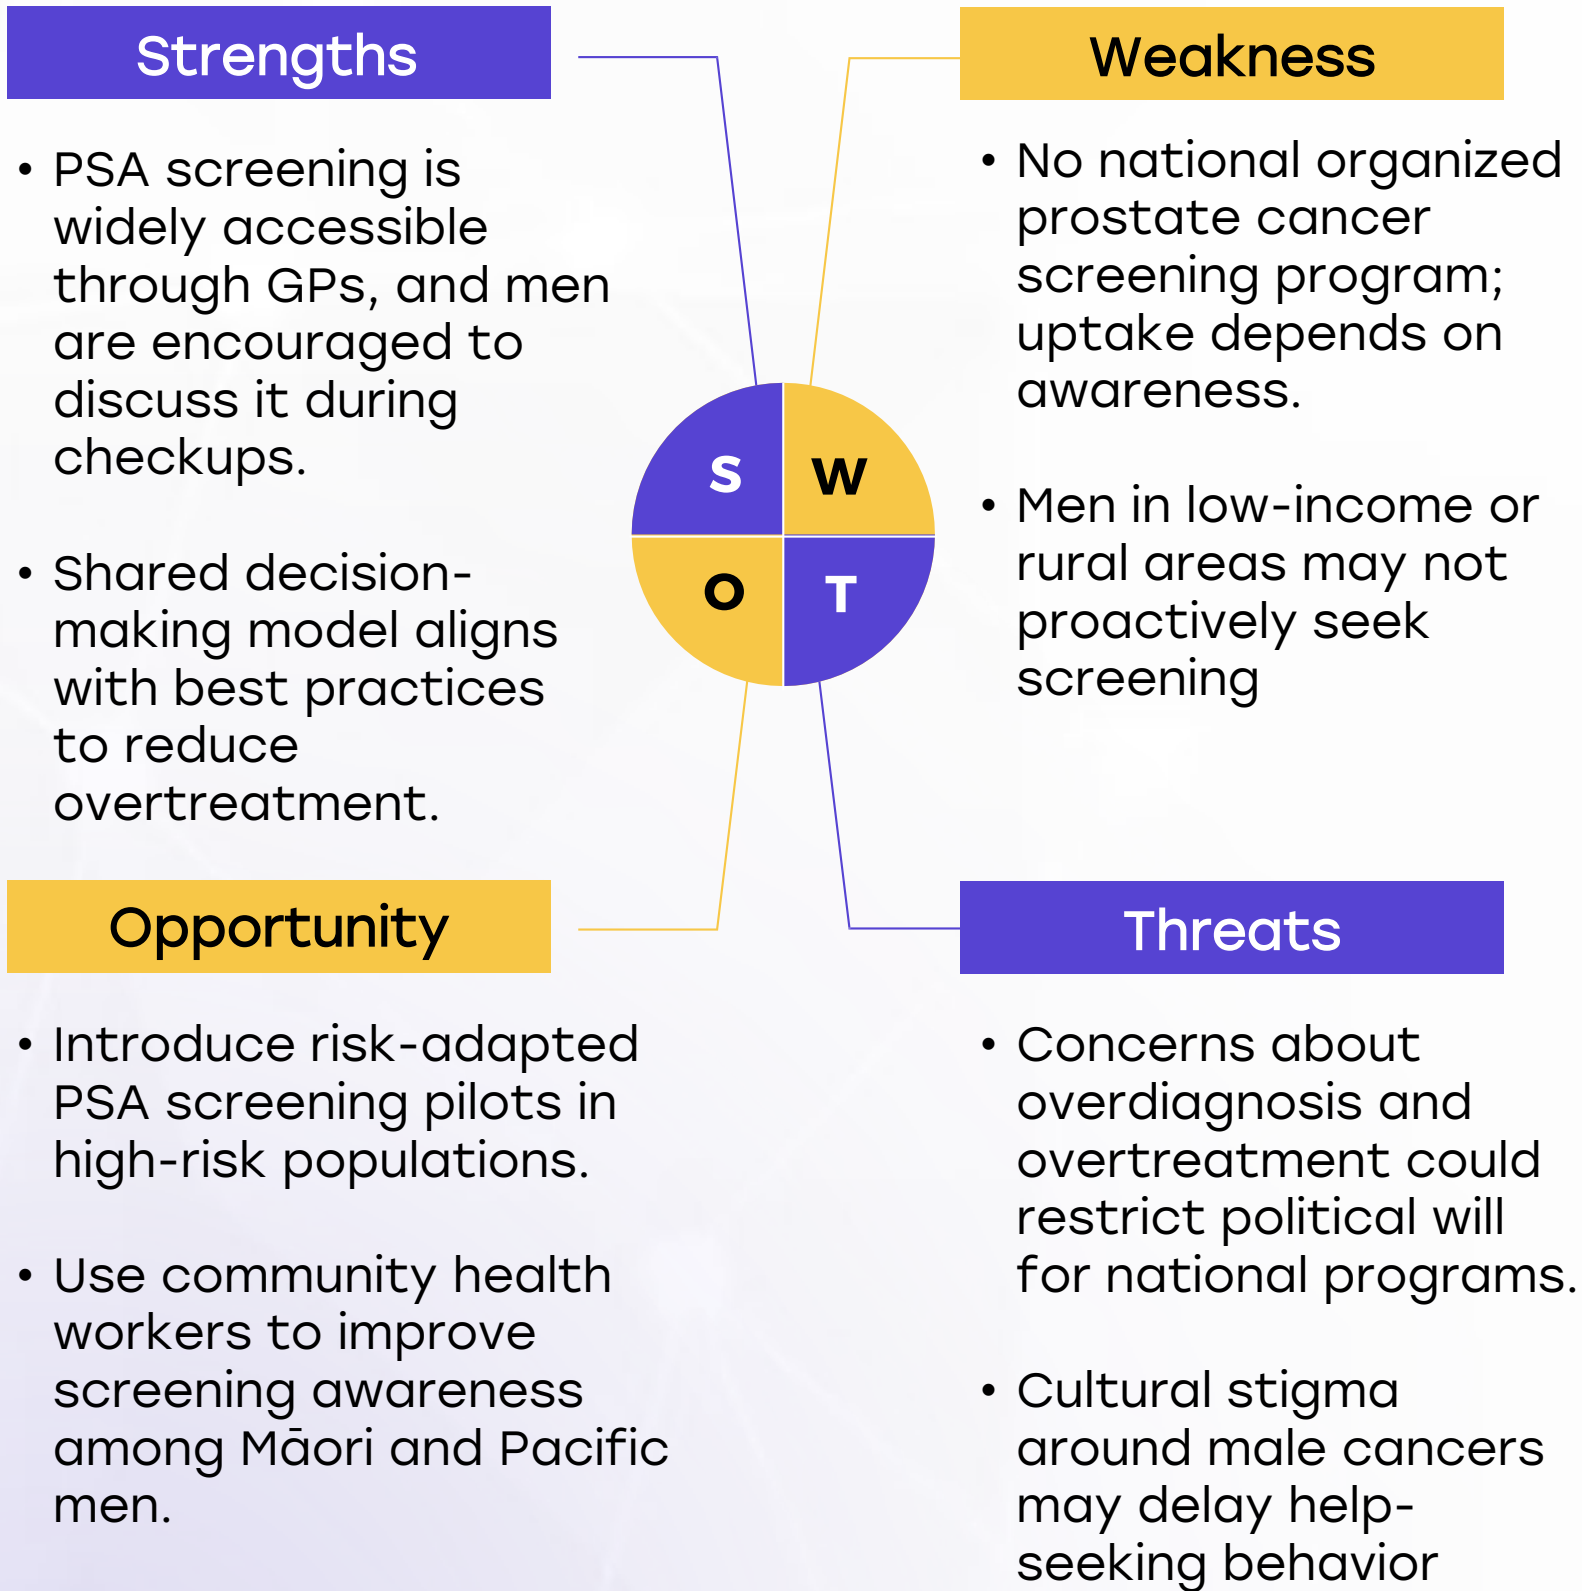 Strengths
• PSA screening is
widely accessible
through GPs, and men
are encouraged to
discuss it during
checkups.
• Shared decision-
making model aligns
with best practices
to reduce
overtreatment.
Weakness
• No national organized
prostate cancer
screening program;
uptake depends on
awareness.
• Men in low-income or
rural areas may not
proactively seek
screening
S
W
O
T
Opportunity
• Introduce risk-adapted
PSA screening pilots in
high-risk populations.
• Use community health
workers to improve
screening awareness
among Māori and Pacific
men.
Threats
• Concerns about
overdiagnosis and
overtreatment could
restrict political will
for national programs.
• Cultural stigma
around male cancers
may delay help-
seeking behavior